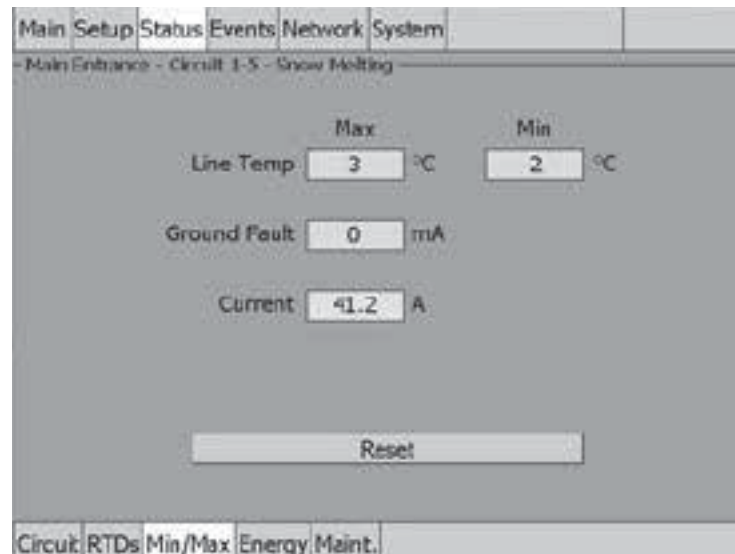 Main Setup Status Events Network System
Main Entrance - Circuit 1-5 - Snow Melting
Max Min
Line Temp 3 °C 2 °C
Ground Fault 0 mA
Current 41.2 A
Reset
Circuit RTDs Min/Max Energy Maint.